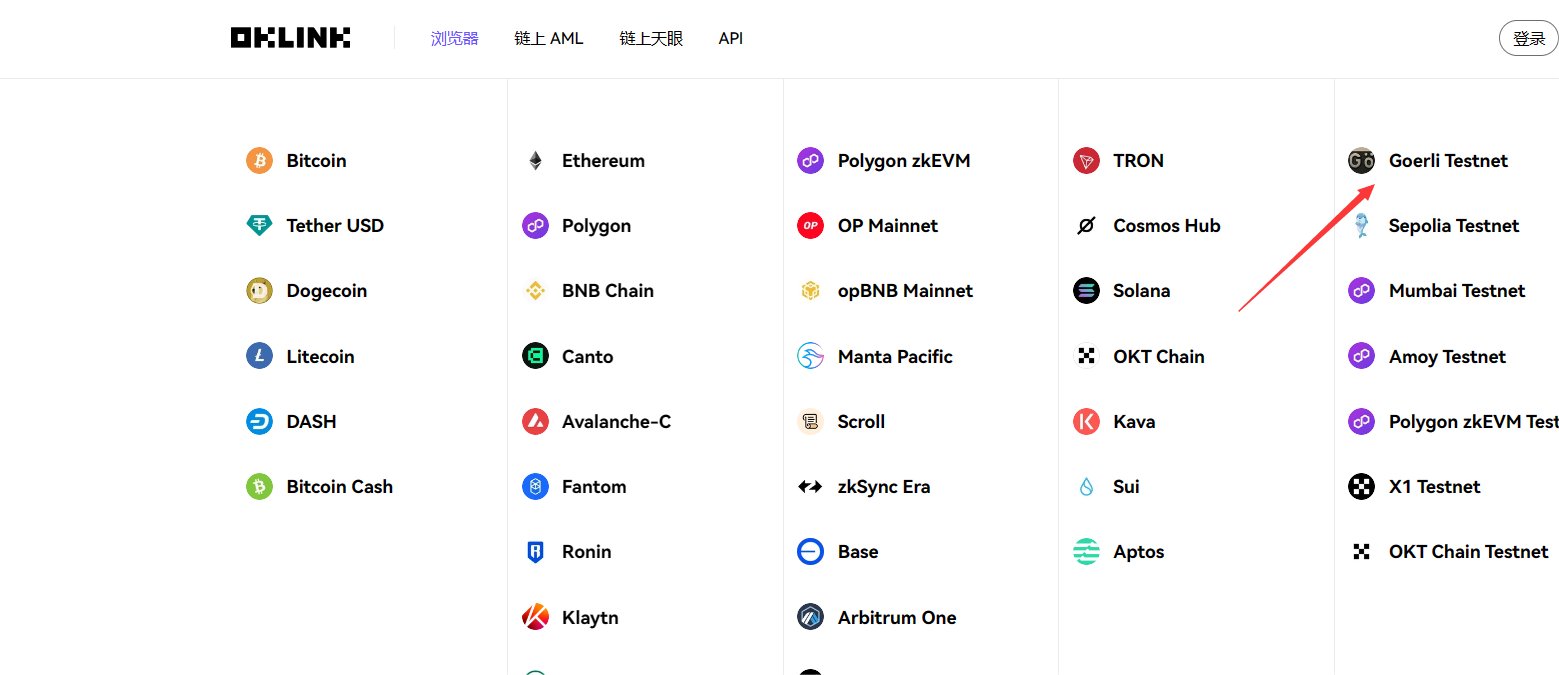 OKLINK
浏览器
链上 AML
链上天眼
API
登录
Bitcoin
Tether USD
Dogecoin
Litecoin
DASH
Bitcoin Cash
Ethereum
Polygon
BNB Chain
Canto
Avalanche-C
Fantom
Ronin
Klaytn
Polygon zkEVM
OP Mainnet
opBNB Mainnet
Manta Pacific
Scroll
zkSync Era
Base
Arbitrum One
TRON
Cosmos Hub
Solana
OKT Chain
Kava
Sui
Aptos
Goerli Testnet
Sepolia Testnet
Mumbai Testnet
Amoy Testnet
Polygon zkEVM Test
X1 Testnet
OKT Chain Testnet